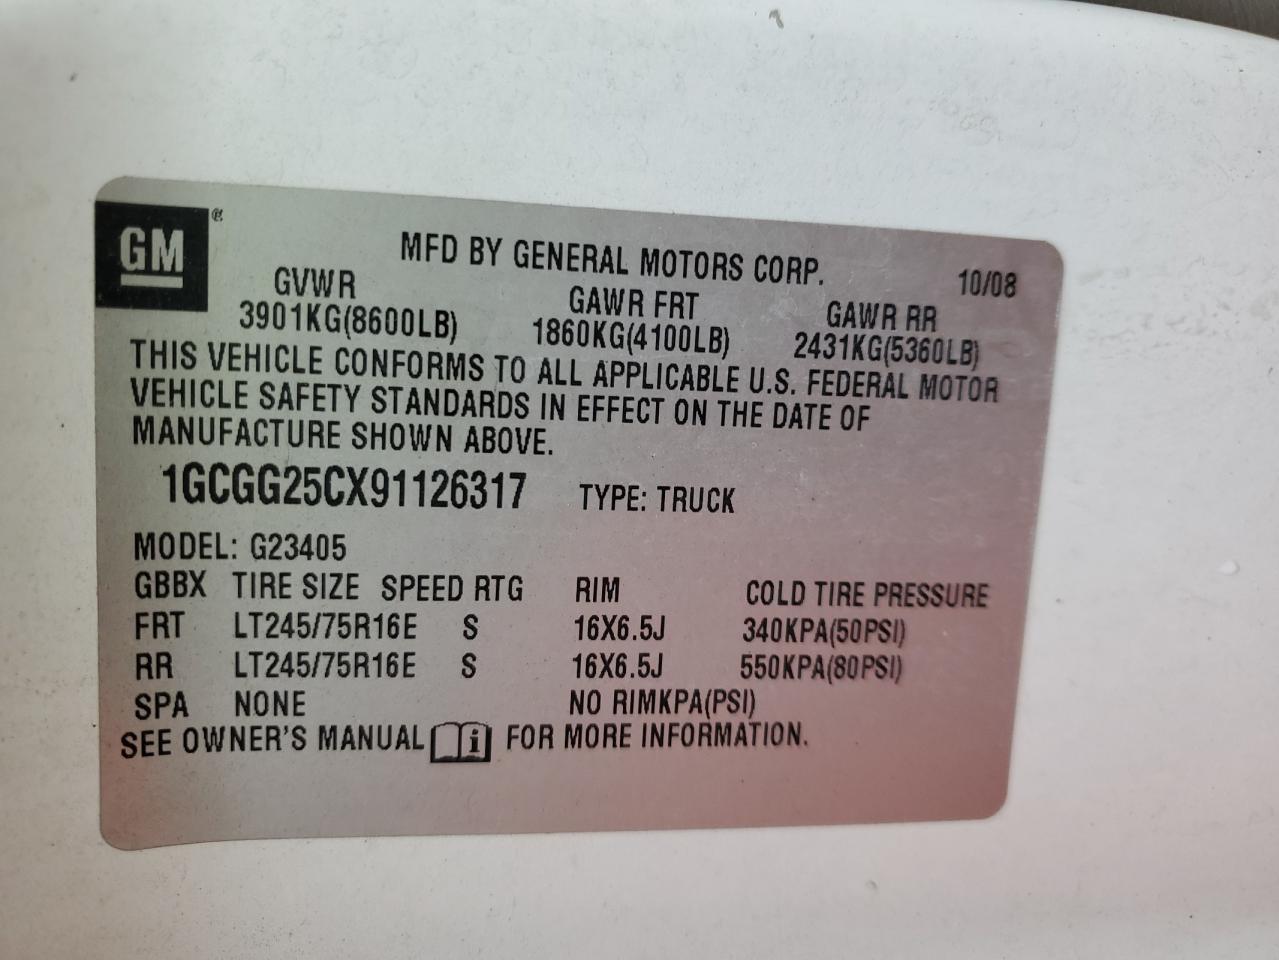 GM ®
MFD BY GENERAL MOTORS CORP. 10/08
GVWR GAWR FRT GAWR RR
3901KG(8600LB) 1860KG(4100LB) 2431KG(5360LB)
THIS VEHICLE CONFORMS TO ALL APPLICABLE U.S. FEDERAL MOTOR
VEHICLE SAFETY STANDARDS IN EFFECT ON THE DATE OF
MANUFACTURE SHOWN ABOVE.
1GCGG25CX91126317 TYPE: TRUCK
MODEL: G23405
GBBX TIRE SIZE SPEED RTG RIM COLD TIRE PRESSURE
FRT LT245/75R16E S 16X6.5J 340KPA(50PSI)
RR LT245/75R16E S 16X6.5J 550KPA(80PSI)
SPA NONE NO RIMKPA(PSI)
SEE OWNER'S MANUAL i FOR MORE INFORMATION.